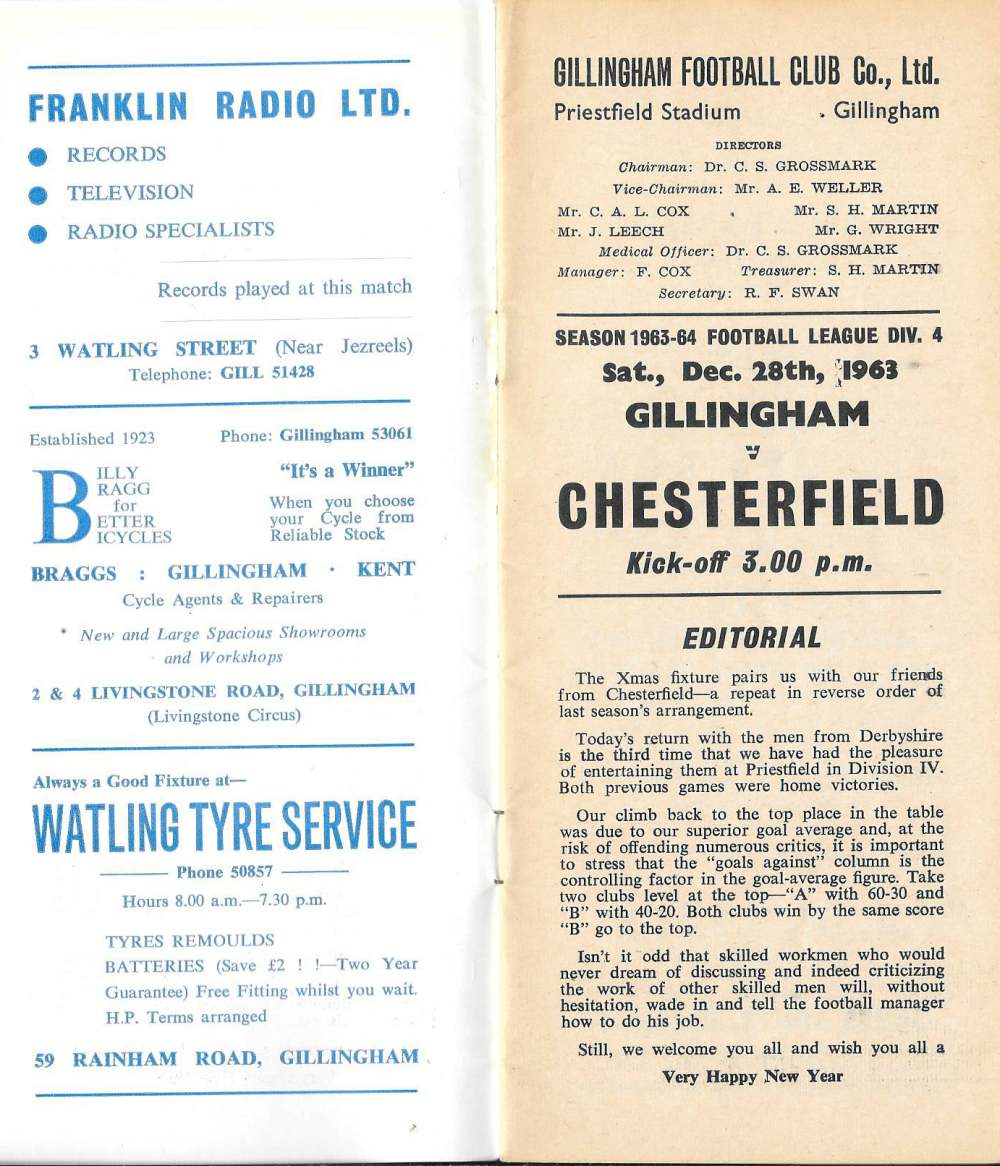 FRANKLIN RADIO LTD.
● RECORDS
● TELEVISION
● RADIO SPECIALISTS
Records played at this match
3 WATLING STREET (Near Jezreels)
Telephone: GILL 51428
Established 1923 Phone: Gillingham 53061
BILLY
RAGG
for
ETTER
ICYCLES
"It's a Winner"
When you choose
your Cycle from
Reliable Stock
BRAGGS : GILLINGHAM · KENT
Cycle Agents & Repairers
* New and Large Spacious Showrooms
and Workshops
2 & 4 LIVINGSTONE ROAD, GILLINGHAM
(Livingstone Circus)
Always a Good Fixture at—
WATLING TYRE SERVICE
Phone 50857
Hours 8.00 a.m.—7.30 p.m.
TYRES REMOULDS
BATTERIES (Save £2 ! !—Two Year
Guarantee) Free Fitting whilst you wait.
H.P. Terms arranged
59 RAINHAM ROAD, GILLINGHAM
GILLINGHAM FOOTBALL CLUB Co., Ltd.
Priestfield Stadium . Gillingham
DIRECTORS
Chairman: Dr. C. S. GROSSMARK
Vice-Chairman: Mr. A. E. WELLER
Mr. C. A. L. COX Mr. S. H. MARTIN
Mr. J. LEECH Mr. G. WRIGHT
Medical Officer: Dr. C. S. GROSSMARK
Manager: F. COX Treasurer: S. H. MARTIN
Secretary: R. F. SWAN
SEASON 1963-64 FOOTBALL LEAGUE DIV. 4
Sat., Dec. 28th, 1963
GILLINGHAM
v
CHESTERFIELD
Kick-off 3.00 p.m.
EDITORIAL
The Xmas fixture pairs us with our friends
from Chesterfield—a repeat in reverse order of
last season's arrangement.
Today's return with the men from Derbyshire
is the third time that we have had the pleasure
of entertaining them at Priestfield in Division IV.
Both previous games were home victories.
Our climb back to the top place in the table
was due to our superior goal average and, at the
risk of offending numerous critics, it is important
to stress that the "goals against" column is the
controlling factor in the goal-average figure. Take
two clubs level at the top—"A" with 60-30 and
"B" with 40-20. Both clubs win by the same score
"B" go to the top.
Isn't it odd that skilled workmen who would
never dream of discussing and indeed criticizing
the work of other skilled men will, without
hesitation, wade in and tell the football manager
how to do his job.
Still, we welcome you all and wish you all a
Very Happy New Year